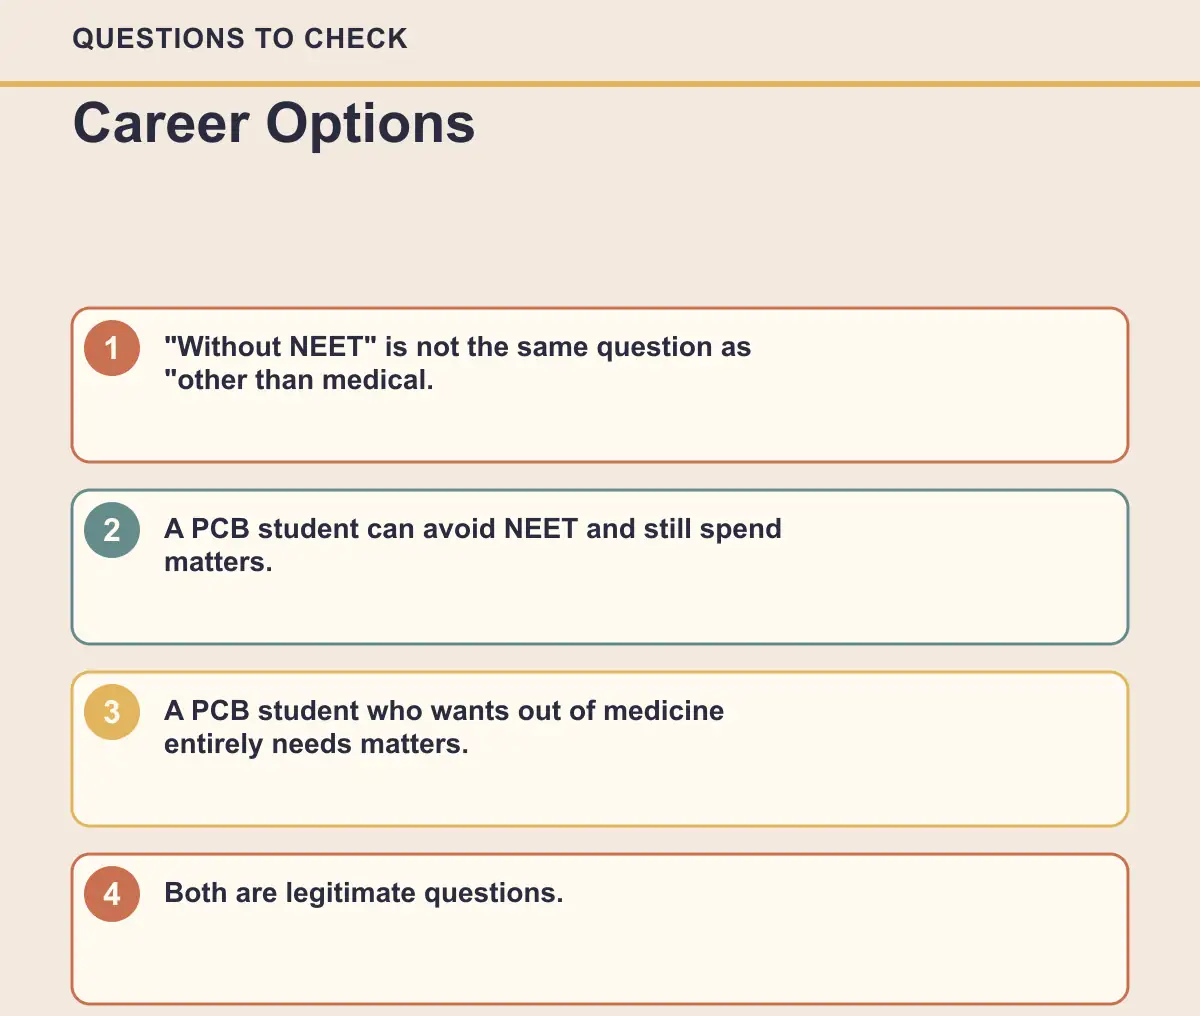 QUESTIONS TO CHECK
Career Options
1
"Without NEET" is not the same question as
"other than medical.
2
A PCB student can avoid NEET and still spend
matters.
3
A PCB student who wants out of medicine
entirely needs matters.
4
Both are legitimate questions.